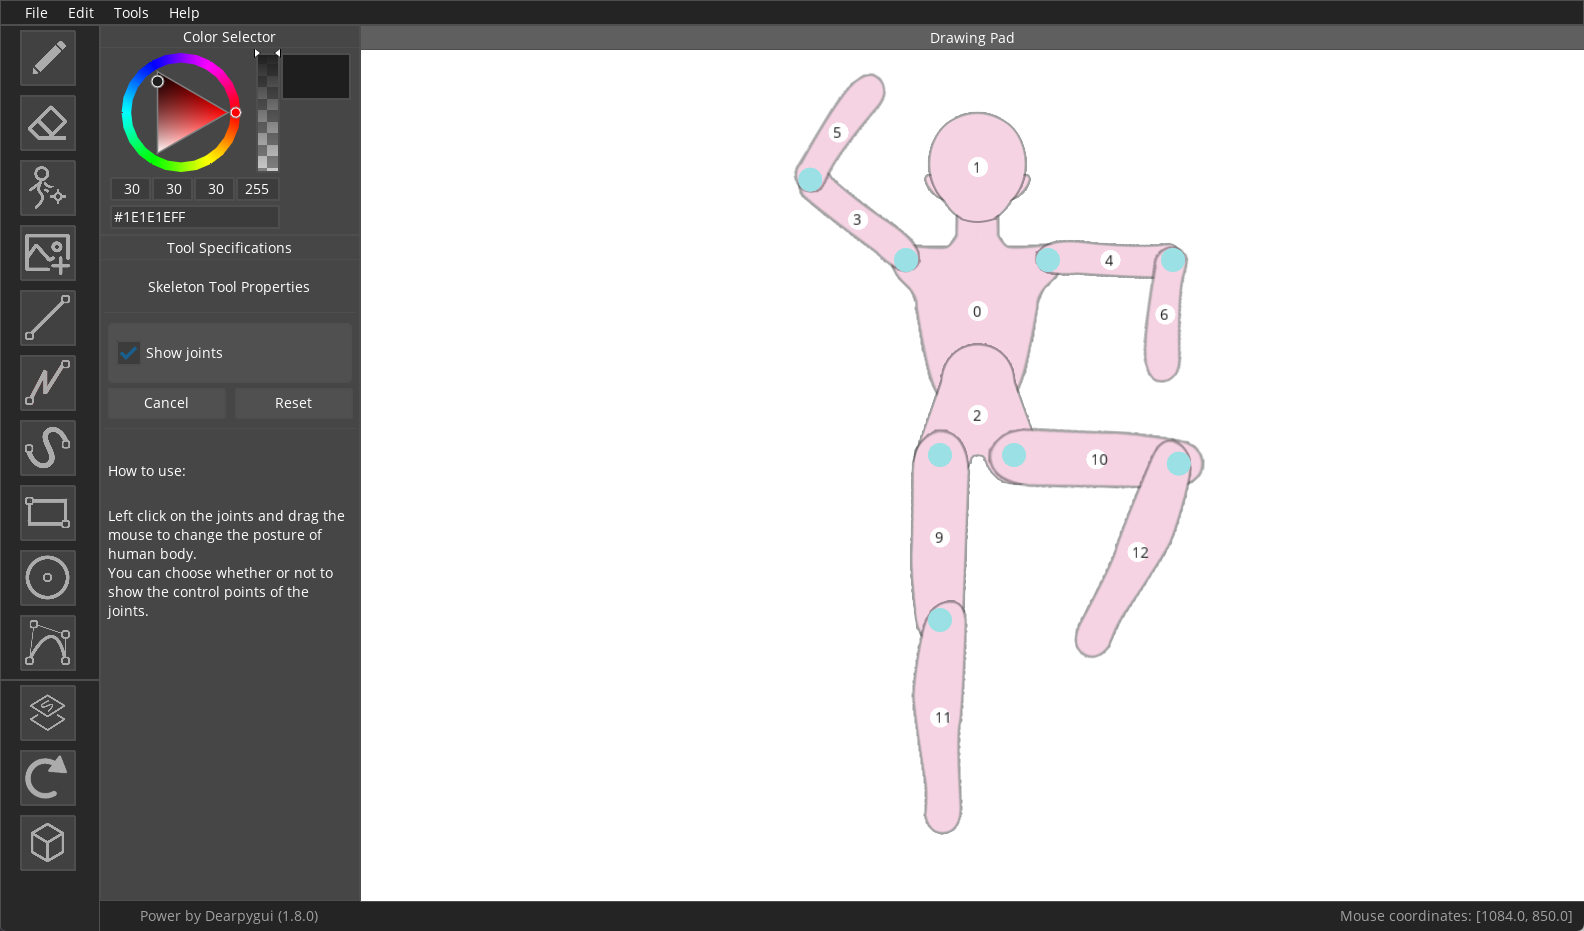 File Edit Tools Help
Color Selector
30 30 30 255
#1E1E1EFF
Tool Specifications
Skeleton Tool Properties
Show joints
Cancel Reset
How to use:
Left click on the joints and drag the
mouse to change the posture of
human body.
You can choose whether or not to
show the control points of the
joints.
Drawing Pad
5
1
3
4
0
6
2
10
9
12
11
Power by Dearpygui (1.8.0)
Mouse coordinates: [1084.0, 850.0]